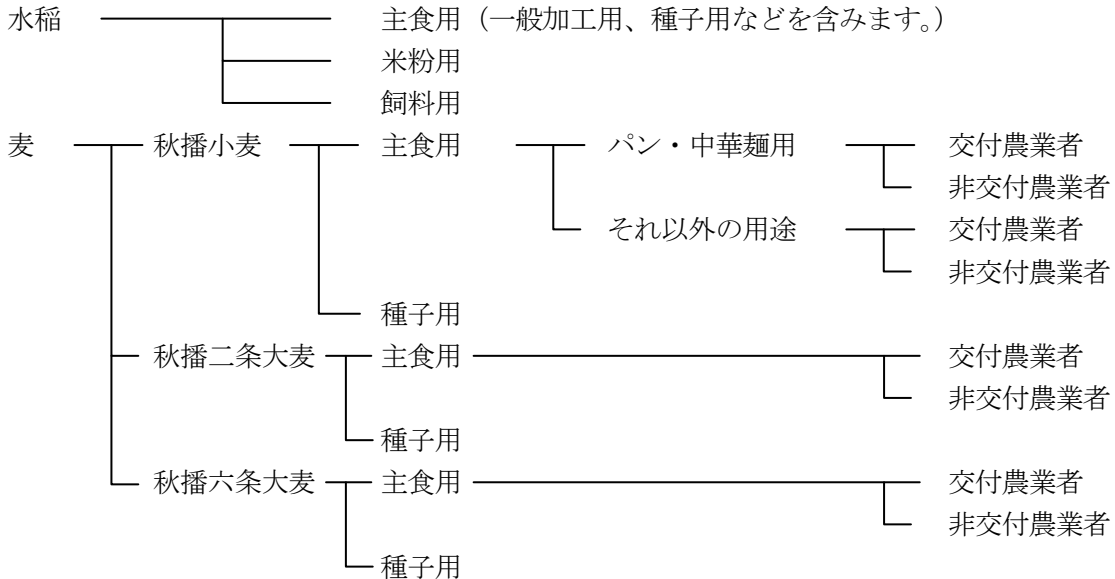 水稲 主食用（一般加工用、種子用などを含みます。）
米粉用
飼料用
麦 秋播小麦 主食用 パン・中華麺用 交付農業者
非交付農業者
それ以外の用途 交付農業者
非交付農業者
種子用
秋播二条大麦 主食用 交付農業者
非交付農業者
種子用
秋播六条大麦 主食用 交付農業者
非交付農業者
種子用